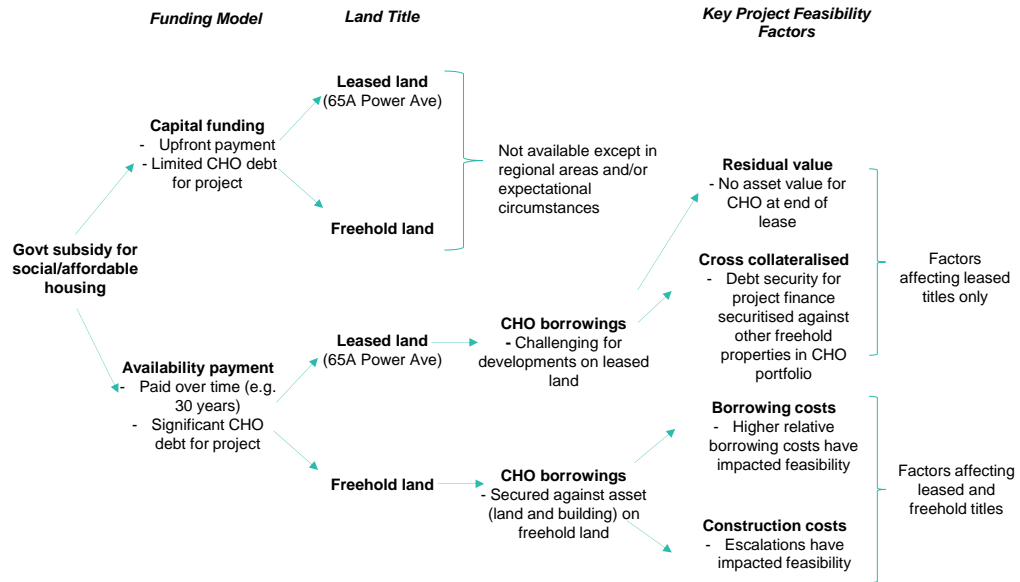 Funding Model
Land Title
Key Project Feasibility
Factors
Govt subsidy for
social/affordable
housing
Capital funding
- Upfront payment
- Limited CHO debt
for project
Leased land
(65A Power Ave)
Freehold land
Not available except in
regional areas and/or
expectational
circumstances
Availability payment
- Paid over time (e.g.
30 years)
- Significant CHO
debt for project
Leased land
(65A Power Ave)
CHO borrowings
- Challenging for
developments on leased
land
Freehold land
CHO borrowings
- Secured against asset
(land and building) on
freehold land
Residual value
- No asset value for
CHO at end of
lease
Cross collateralised
- Debt security for
project finance
securitised against
other freehold
properties in CHO
portfolio
Factors
affecting leased
titles only
Borrowing costs
- Higher relative
borrowing costs have
impacted feasibility
Construction costs
- Escalations have
impacted feasibility
Factors affecting
leased and
freehold titles